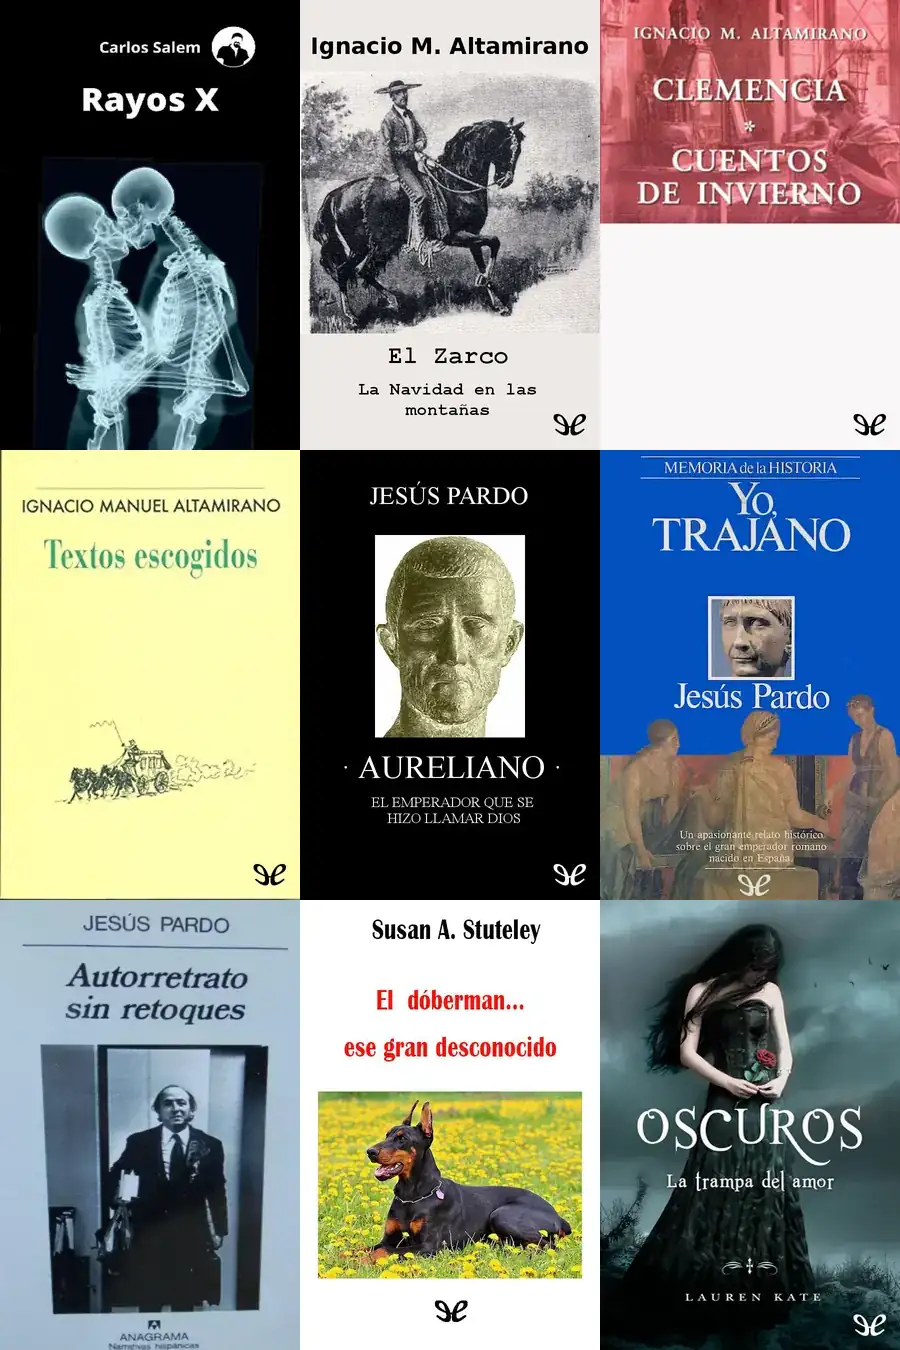 Carlos Salem
Rayos X
Ignacio M. Altamirano
El Zarco
La Navidad en las
montañas
IGNACIO M. ALTAMIRANO
CLEMENCIA
*
CUENTOS
DE INVIERNO
IGNACIO MANUEL ALTAMIRANO
Textos escogidos
JESÚS PARDO
· AURELIANO ·
EL EMPERADOR QUE SE
HIZO LLAMAR DIOS
MEMORIA de la HISTORIA
Yo,
TRAJANO
Jesús Pardo
Un apasionante relato histórico
sobre el gran emperador romano
nacido en España
JESÚS PARDO
Autorretrato
sin retoques
ANAGRAMA
Narrativas hispánicas
Susan A. Stuteley
El dóberman...
ese gran desconocido
OSCUROS
La trampa del amor
LAUREN KATE